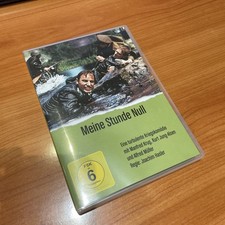 Meine Stunde Null
Eine turbulente Kriegskomödie
mit Manfred Krug, Kurt Jung-Alsen
und Alfred Müller
Regie: Joachim Hasler
FSK
6